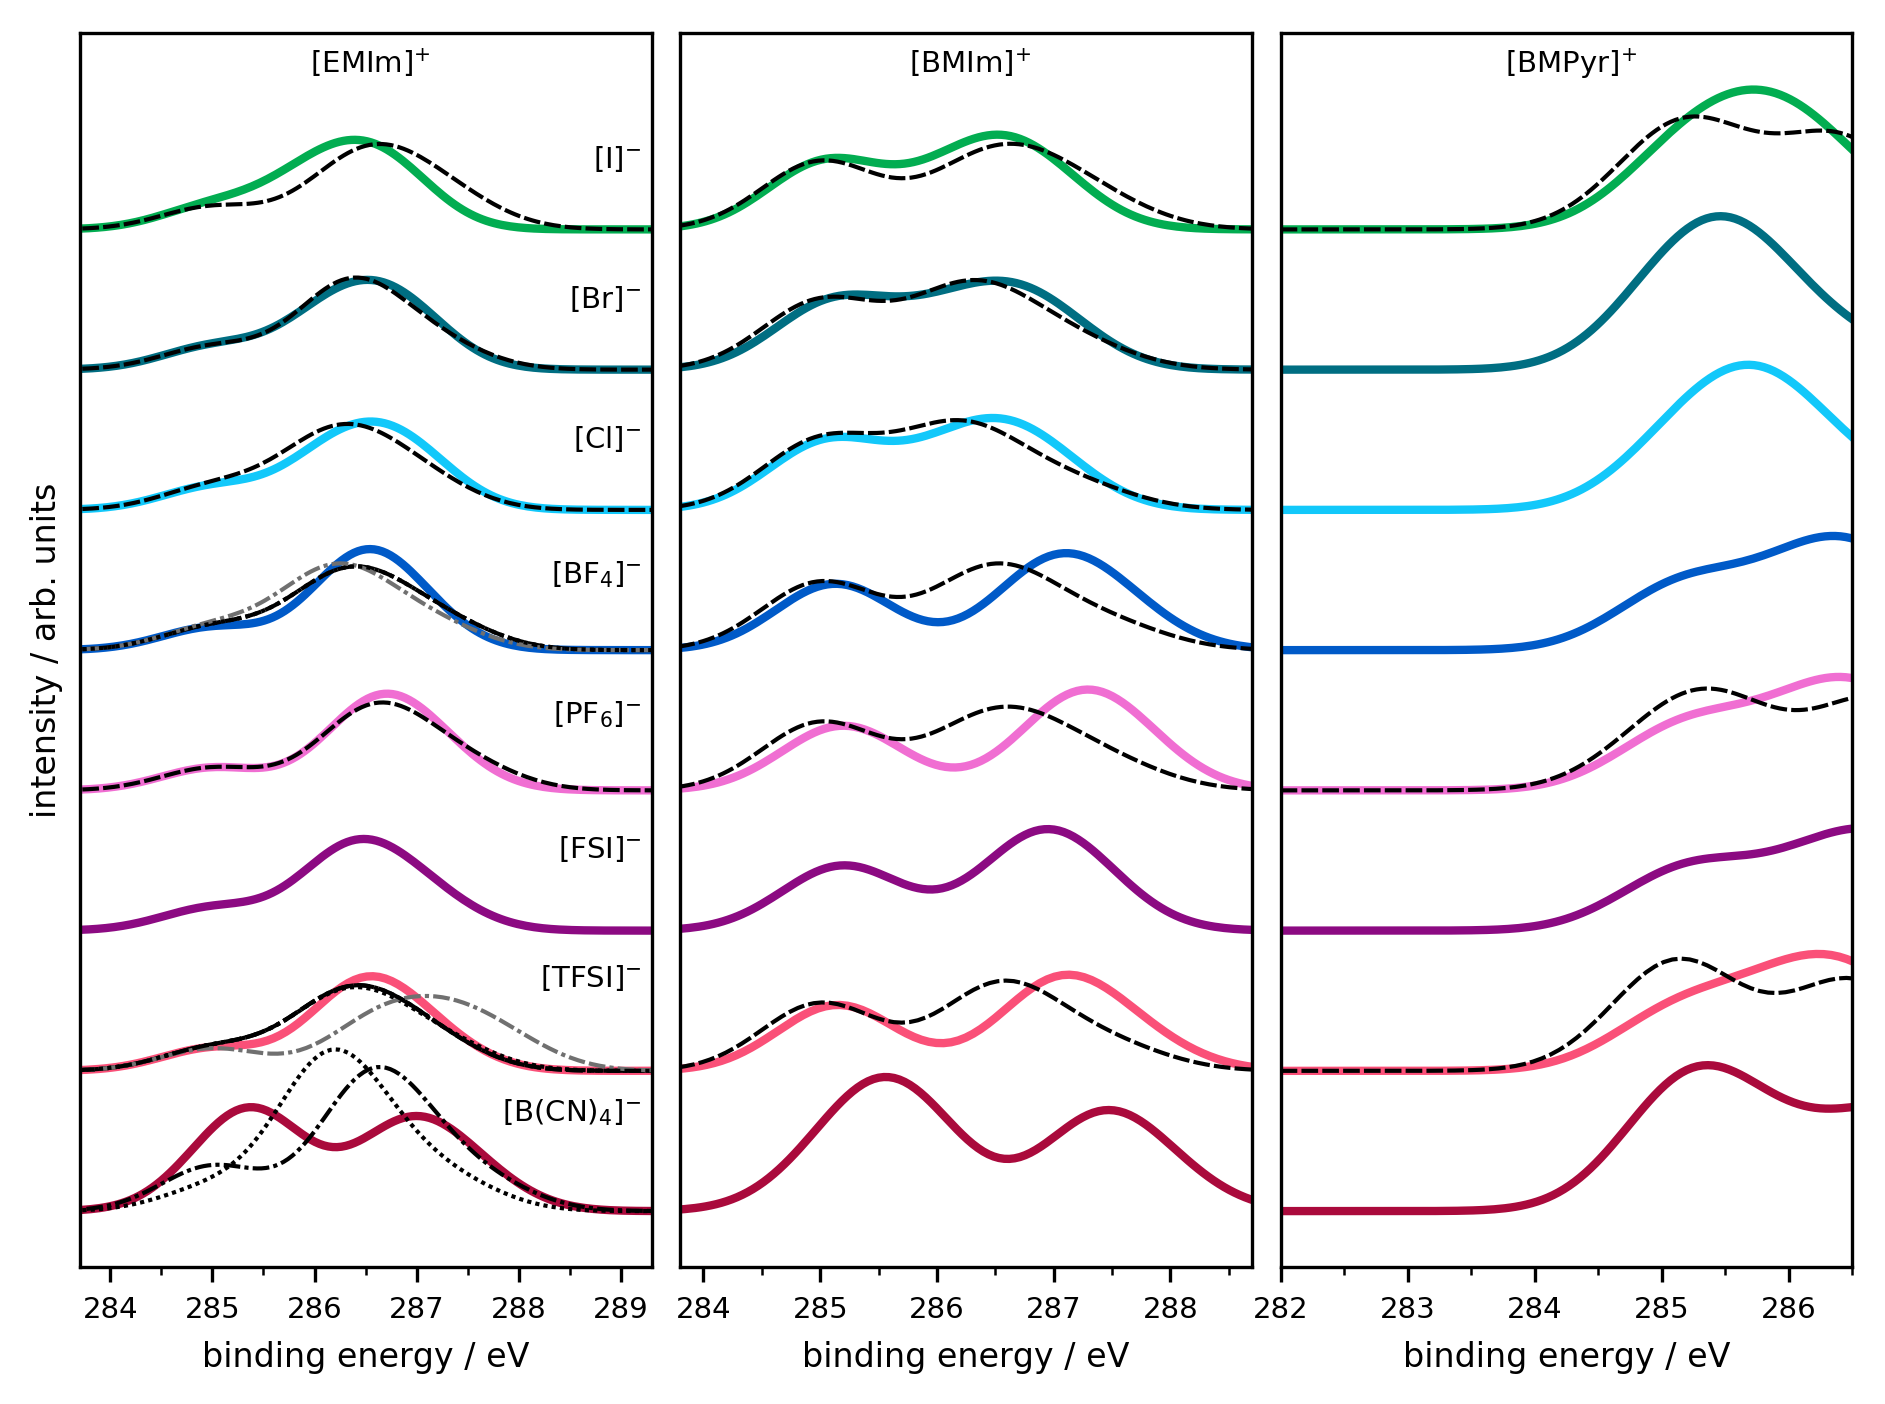 [EMIm]⁺
[BMIm]⁺
[BMPyr]⁺
[I]⁻
[Br]⁻
[Cl]⁻
[BF₄]⁻
[PF₆]⁻
[FSI]⁻
[TFSI]⁻
[B(CN)₄]⁻
intensity / arb. units
284 285 286 287 288 289
284 285 286 287 288
282 283 284 285 286
binding energy / eV
binding energy / eV
binding energy / eV